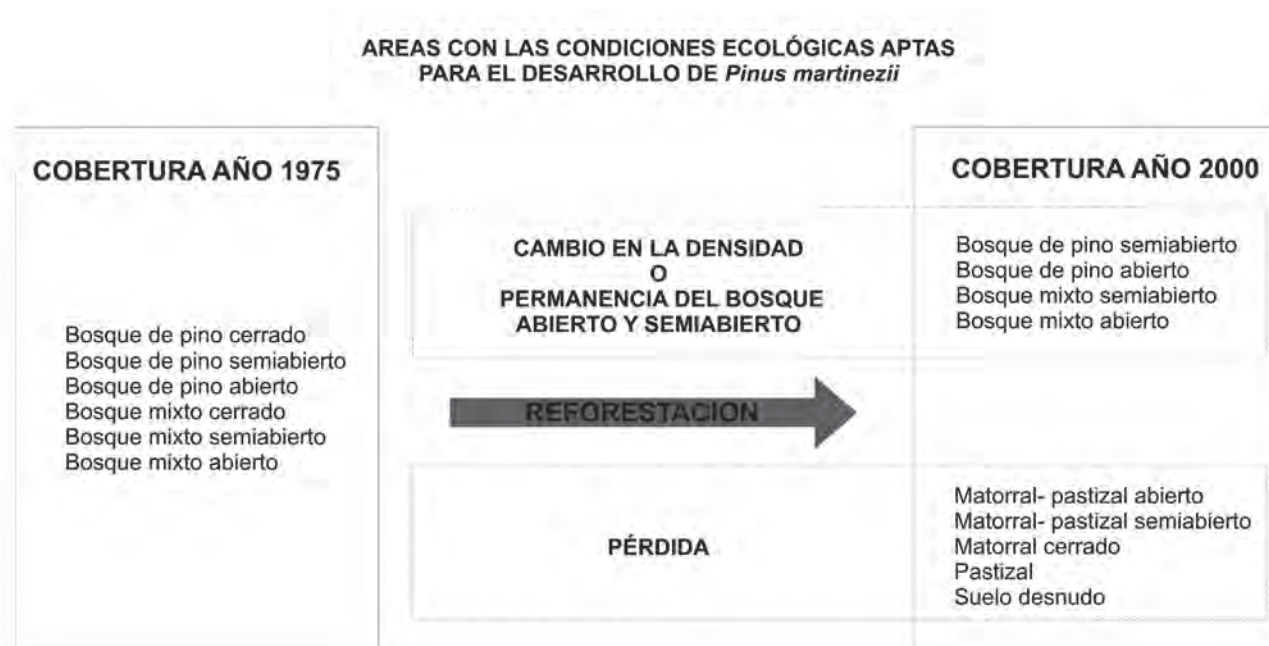 AREAS CON LAS CONDICIONES ECOLÓGICAS APTAS
PARA EL DESARROLLO DE Pinus martinezii
COBERTURA AÑO 1975
Bosque de pino cerrado
Bosque de pino semiabierto
Bosque de pino abierto
Bosque mixto cerrado
Bosque mixto semiabierto
Bosque mixto abierto
CAMBIO EN LA DENSIDAD
O
PERMANENCIA DEL BOSQUE
ABIERTO Y SEMIABIERTO
REFORESTACION
PÉRDIDA
COBERTURA AÑO 2000
Bosque de pino semiabierto
Bosque de pino abierto
Bosque mixto semiabierto
Bosque mixto abierto
Matorral- pastizal abierto
Matorral- pastizal semiabierto
Matorral cerrado
Pastizal
Suelo desnudo